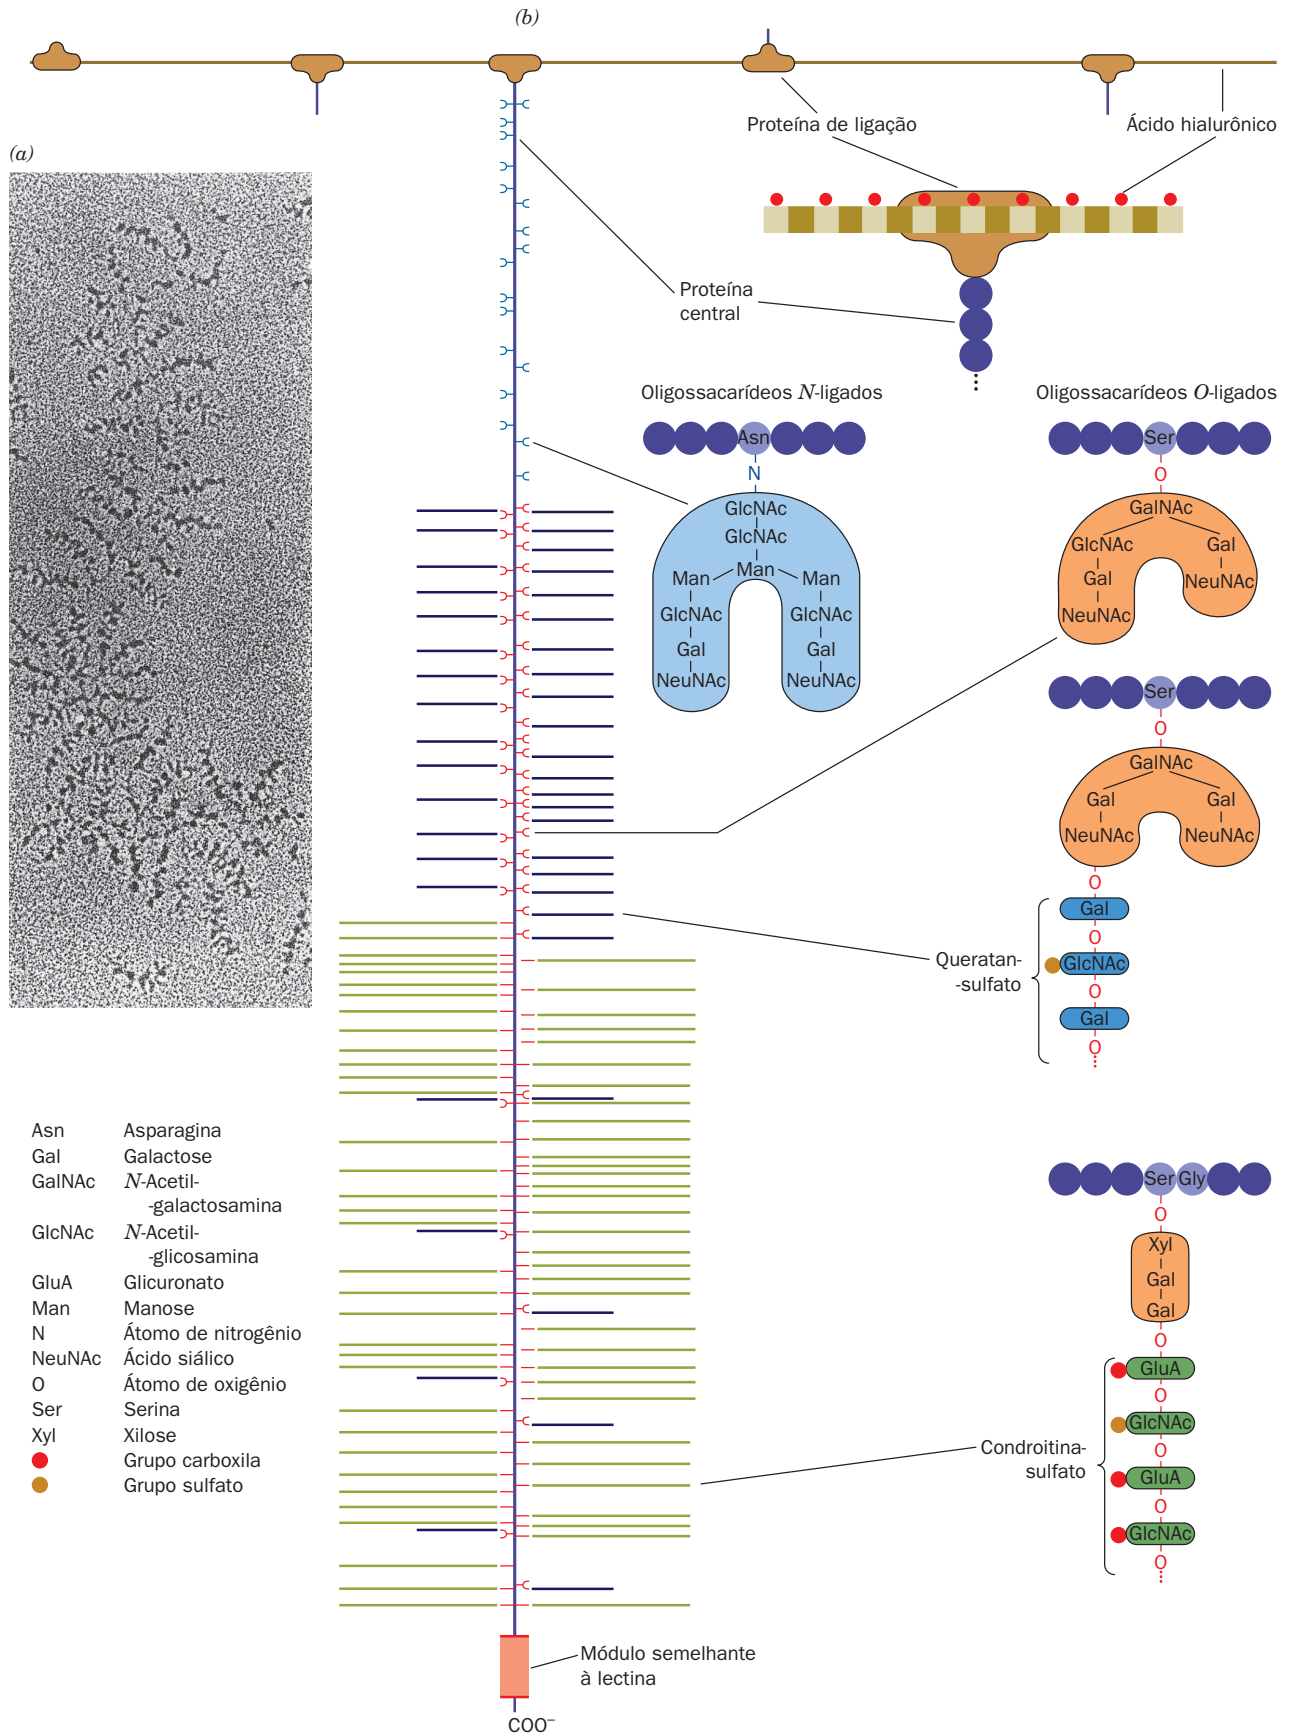 (b)
Proteína de ligação
Ácido hialurônico
(a)
Proteína
central
Oligossacarídeos N-ligados
Asn
N
GlcNAc
GlcNAc
Man
Man
Man
GlcNAc
GlcNAc
Gal
Gal
NeuNAc
NeuNAc
Oligossacarídeos O-ligados
Ser
O
GalNAc
GlcNAc
Gal
Gal
NeuNAc
NeuNAc
Ser
O
GalNAc
Gal
Gal
NeuNAc
NeuNAc
O
Gal
O
GlcNAc
O
Gal
O
Queratan-
-sulfato
Ser Gly
O
Xyl
Gal
Gal
O
GluA
O
GlcNAc
O
GluA
O
GlcNAc
O
Condroitina-
sulfato
Asn Asparagina
Gal Galactose
GalNAc N-Acetil-
-galactosamina
GlcNAc N-Acetil-
-glicosamina
GluA Glicuronato
Man Manose
N Átomo de nitrogênio
NeuNAc Ácido siálico
O Átomo de oxigênio
Ser Serina
Xyl Xilose
Grupo carboxila
Grupo sulfato
Módulo semelhante
à lectina
COO⁻